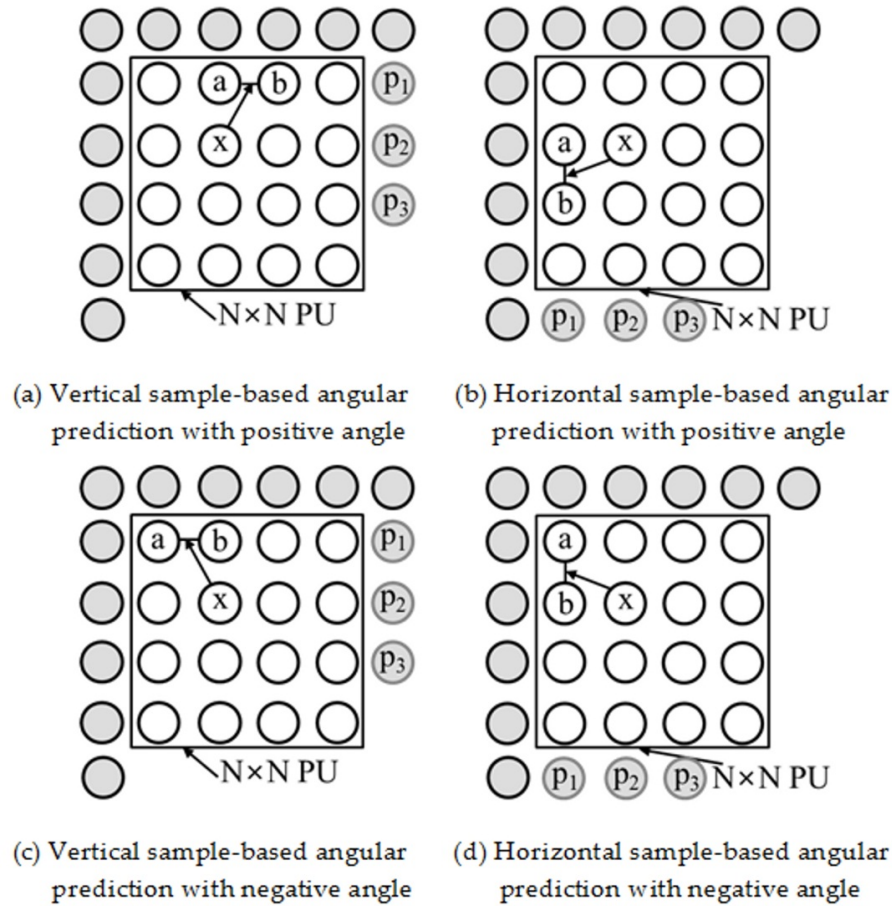 a b p1
x p2
p3
N×N PU
a x
b
p1 p2 p3 N×N PU
(a) Vertical sample-based angular
prediction with positive angle
(b) Horizontal sample-based angular
prediction with positive angle
a b p1
x p2
p3
N×N PU
a
b x
p1 p2 p3 N×N PU
(c) Vertical sample-based angular
prediction with negative angle
(d) Horizontal sample-based angular
prediction with negative angle